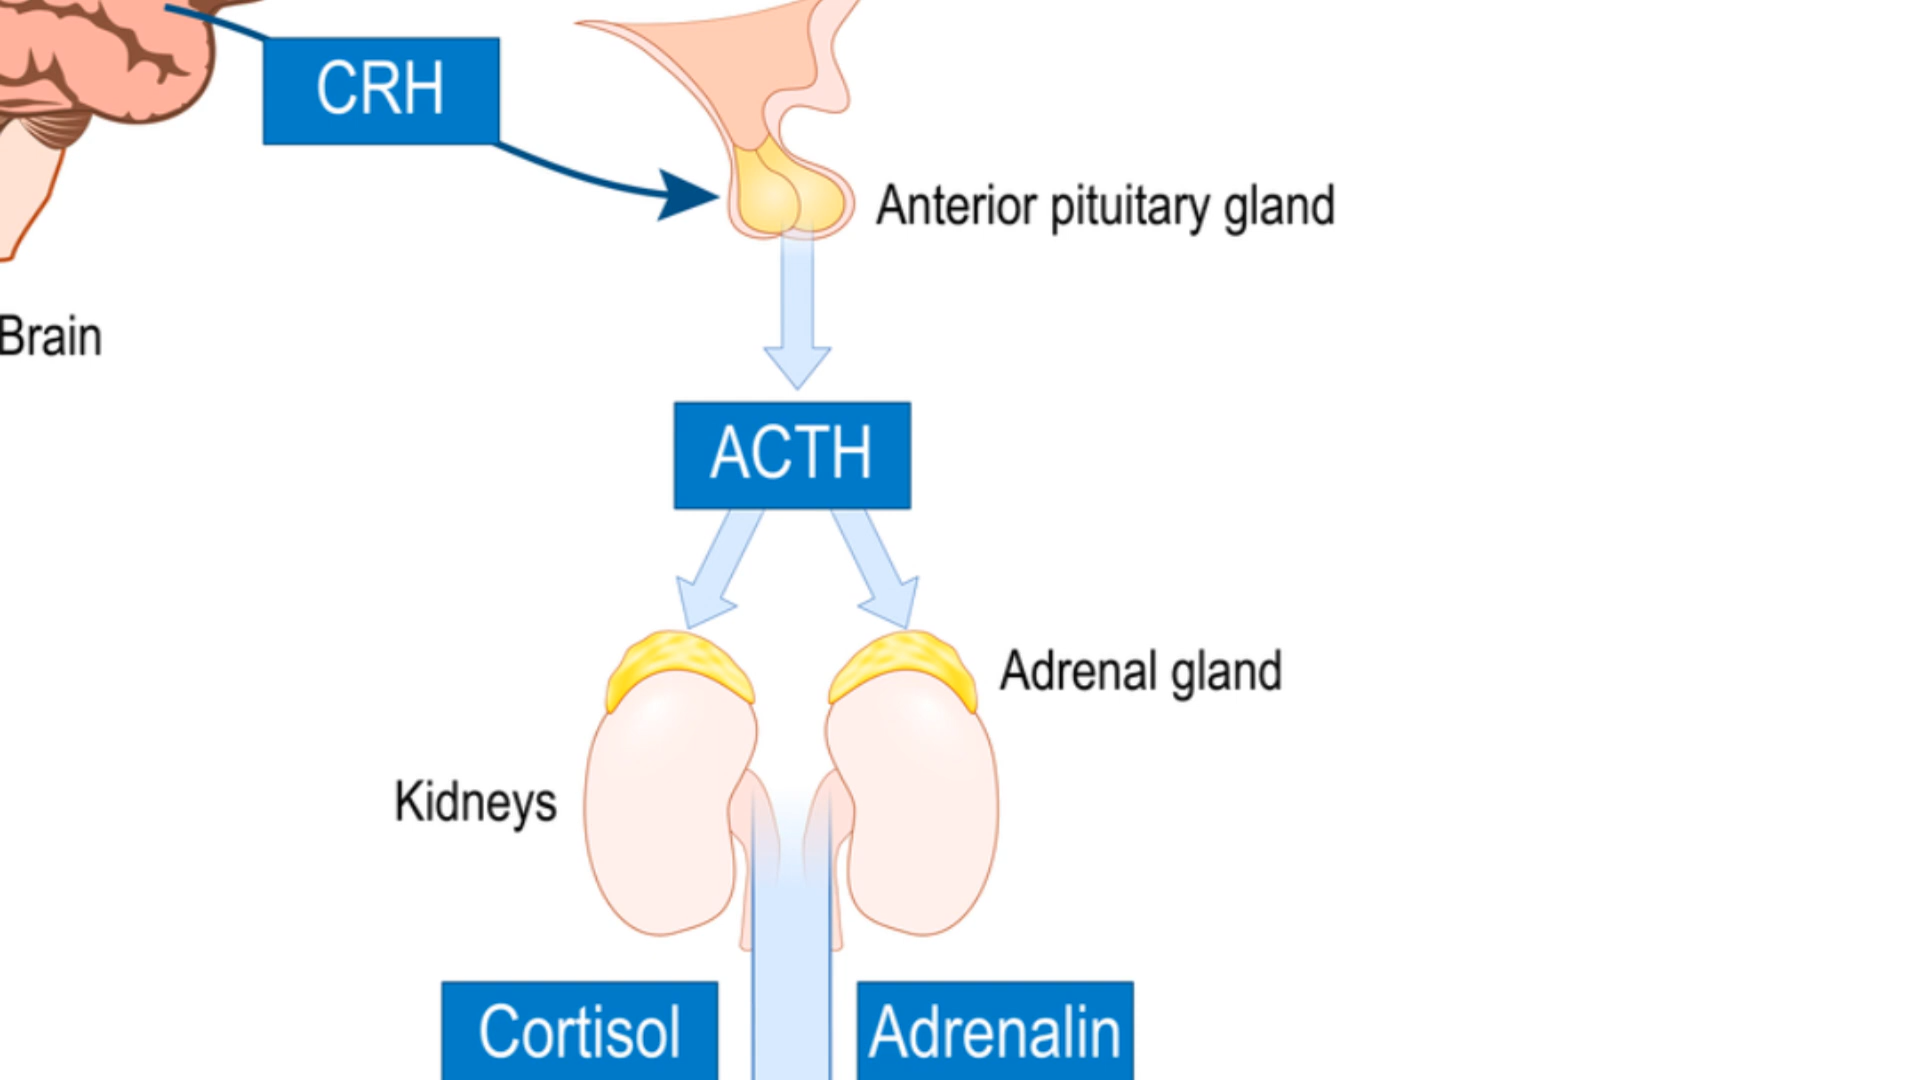 CRH
Anterior pituitary gland
Brain
ACTH
Adrenal gland
Kidneys
Cortisol
Adrenalin